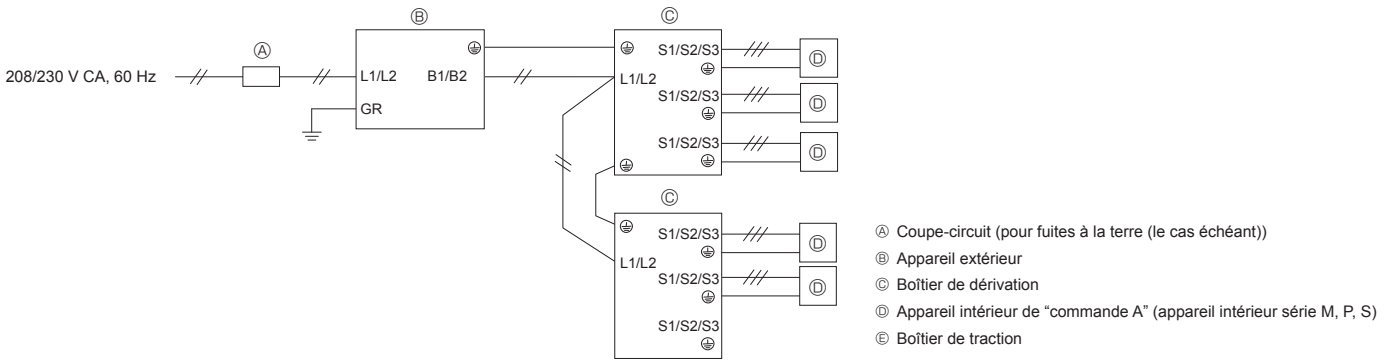 Ⓑ
Ⓒ
Ⓐ
208/230 V CA, 60 Hz
L1/L2
B1/B2
GR
L1/L2
S1/S2/S3
Ⓓ
S1/S2/S3
Ⓓ
S1/S2/S3
Ⓓ
Ⓒ
S1/S2/S3
Ⓓ
L1/L2
S1/S2/S3
Ⓓ
S1/S2/S3
Ⓐ Coupe-circuit (pour fuites à la terre (le cas échéant))
Ⓑ Appareil extérieur
Ⓒ Boîtier de dérivation
Ⓓ Appareil intérieur de “commande A” (appareil intérieur série M, P, S)
Ⓔ Boîtier de traction